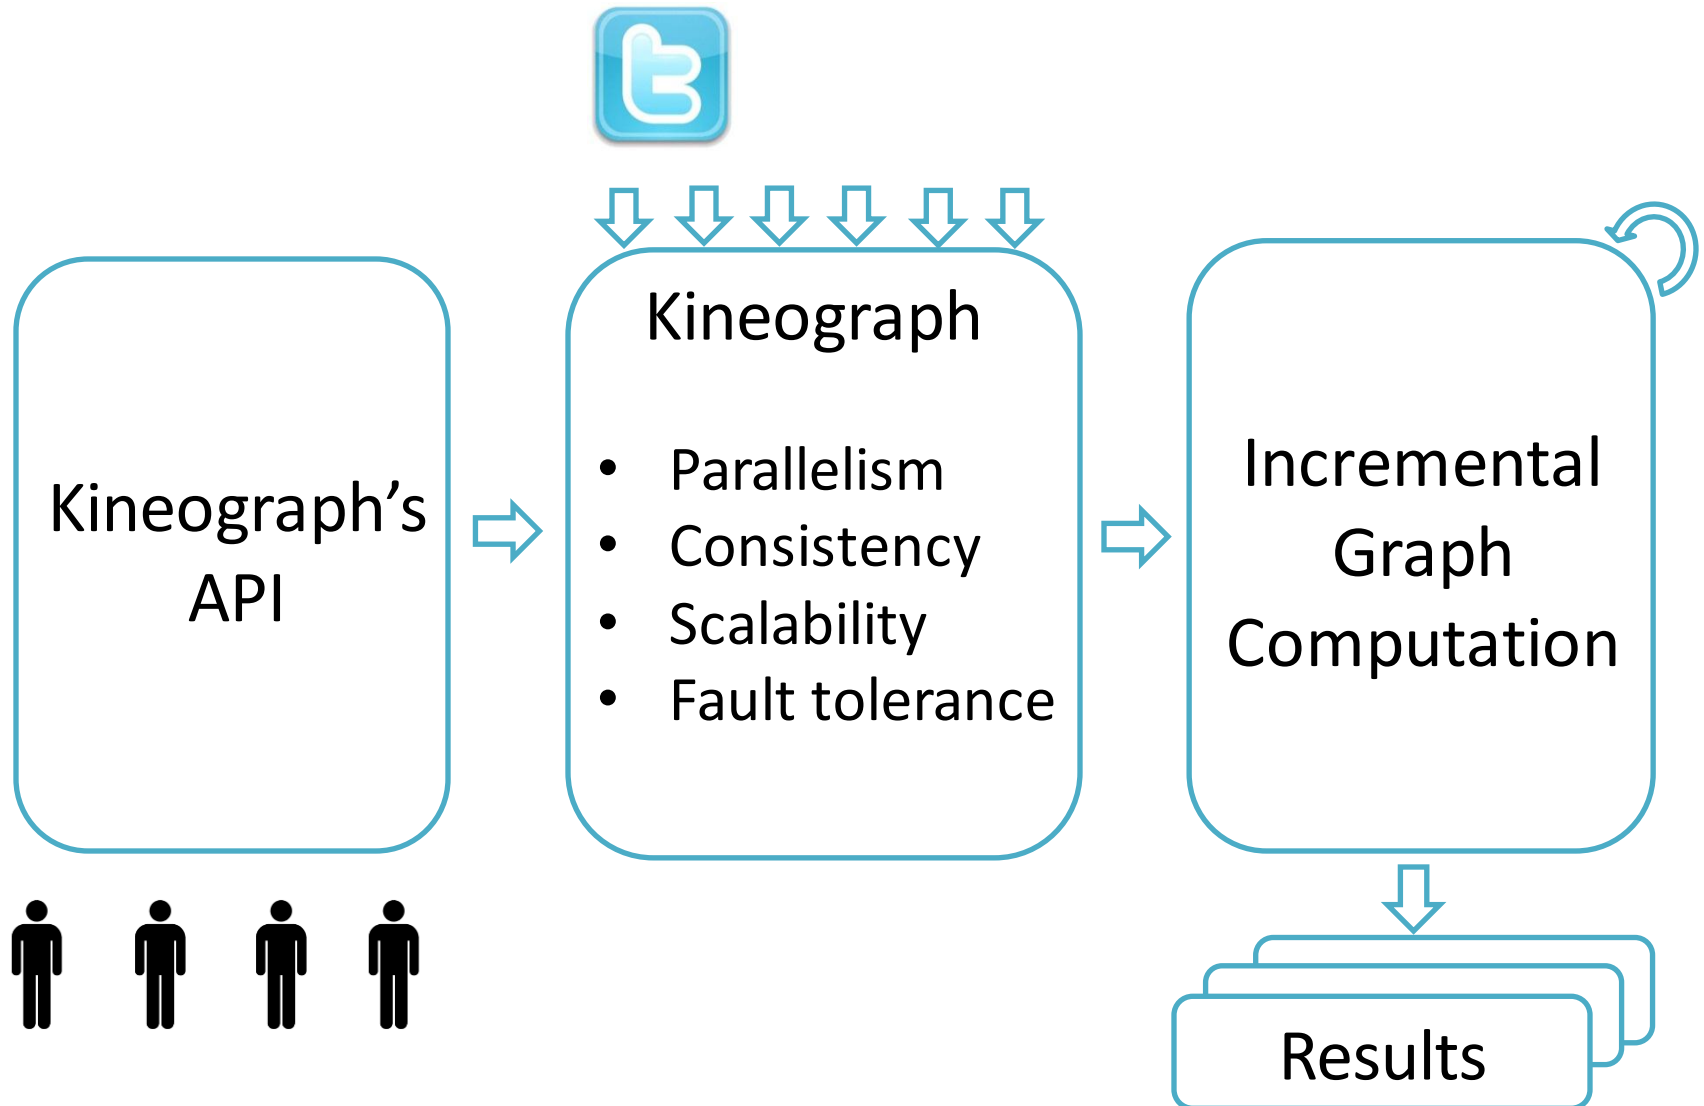 Kineograph's
API
Kineograph
• Parallelism
• Consistency
• Scalability
• Fault tolerance
Incremental
Graph
Computation
Results